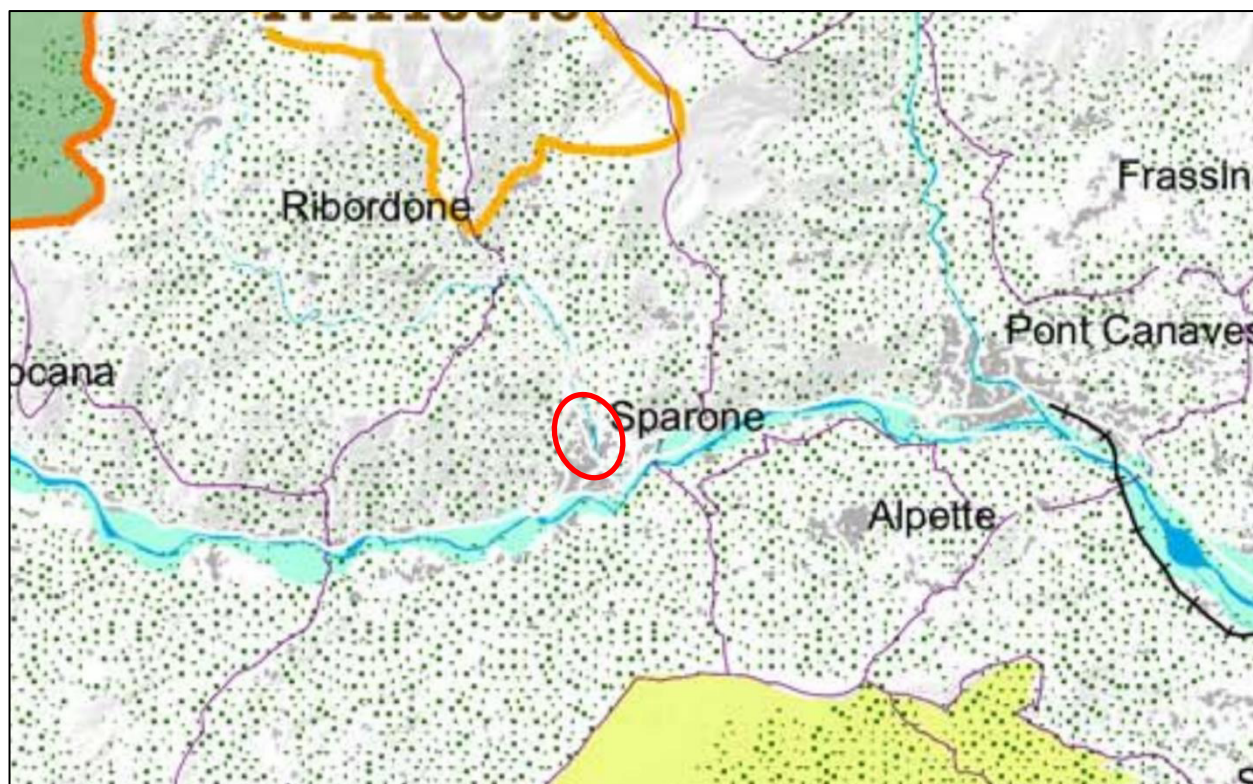 Ribordone
Frassin
Pont Canaves
ocana
Sparone
Alpette